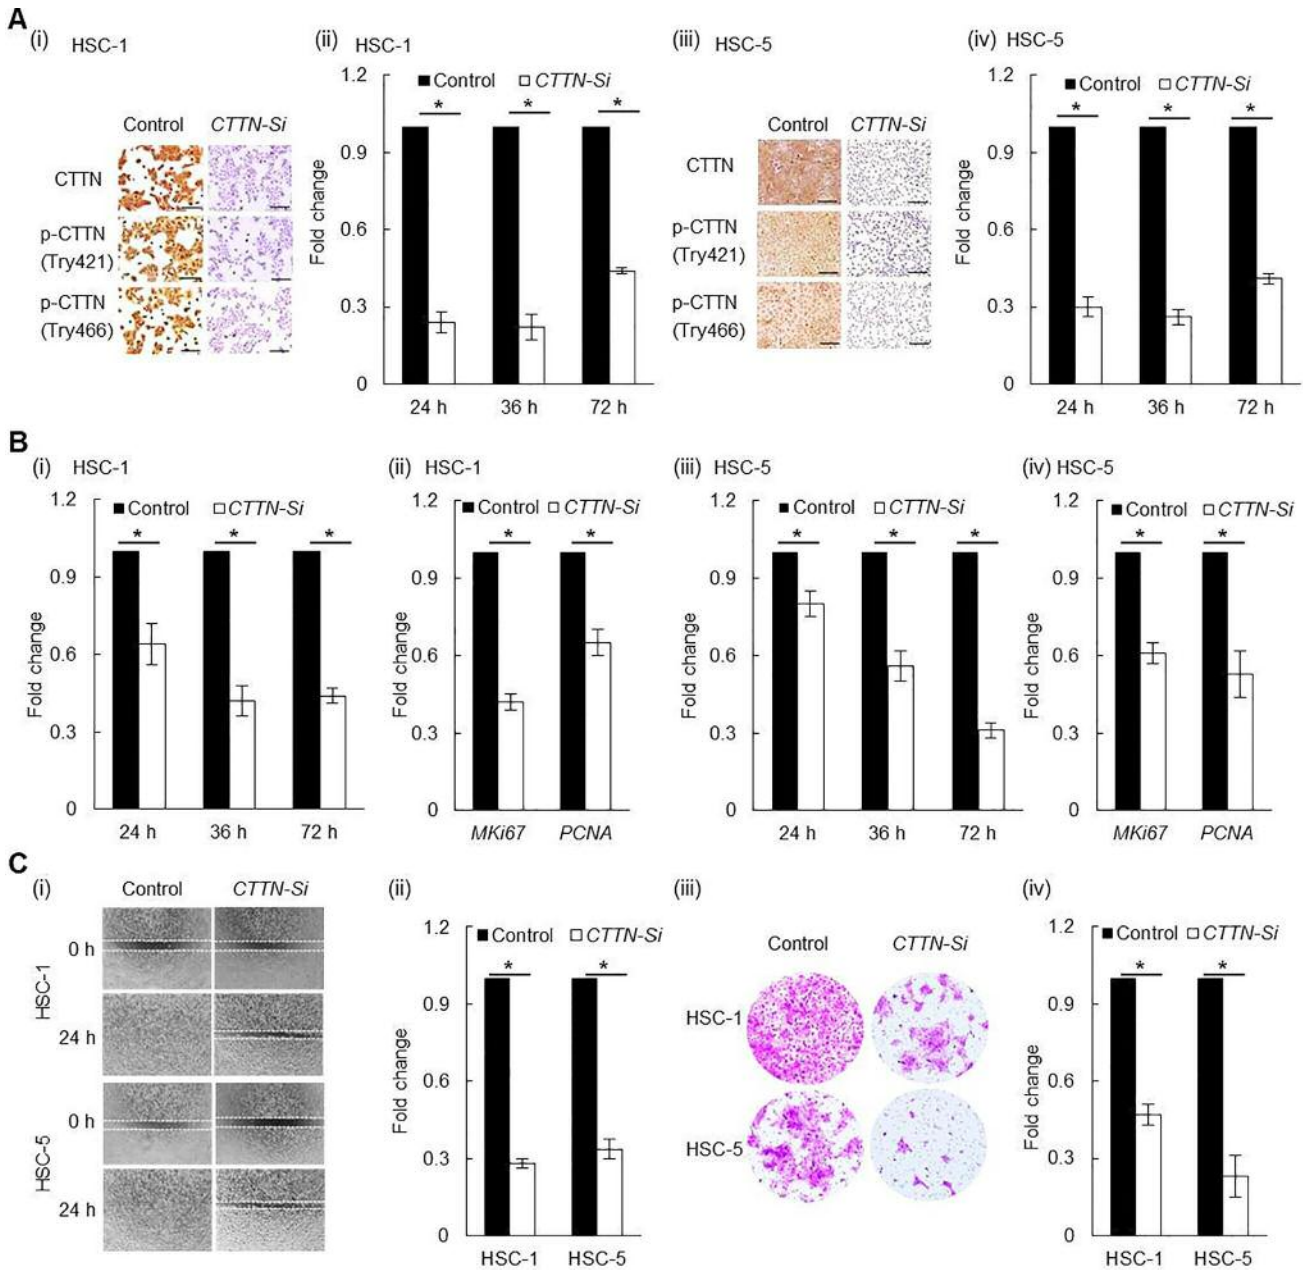 A
(i) HSC-1
Control CTTN-Si
CTTN
p-CTTN
(Try421)
p-CTTN
(Try466)
(ii) HSC-1
Control CTTN-Si
Fold change
1.2
0.9
0.6
0.3
0
* * *
24 h 36 h 72 h
(iii) HSC-5
Control CTTN-Si
CTTN
p-CTTN
(Try421)
p-CTTN
(Try466)
(iv) HSC-5
Control CTTN-Si
Fold change
1.2
0.9
0.6
0.3
0
* * *
24 h 36 h 72 h
B
(i) HSC-1
Control CTTN-Si
Fold change
1.2
0.9
0.6
0.3
0
* * *
24 h 36 h 72 h
(ii) HSC-1
Control CTTN-Si
Fold change
1.2
0.9
0.6
0.3
0
* *
MKi67 PCNA
(iii) HSC-5
Control CTTN-Si
Fold change
1.2
0.9
0.6
0.3
0
* * *
24 h 36 h 72 h
(iv) HSC-5
Control CTTN-Si
Fold change
1.2
0.9
0.6
0.3
0
* *
MKi67 PCNA
C
(i)
Control CTTN-Si
HSC-1
0 h
24 h
HSC-5
0 h
24 h
(ii)
Control CTTN-Si
Fold change
1.2
0.9
0.6
0.3
0
* *
HSC-1 HSC-5
(iii)
Control CTTN-Si
HSC-1
HSC-5
(iv)
Control CTTN-Si
Fold change
1.2
0.9
0.6
0.3
0
* *
HSC-1 HSC-5